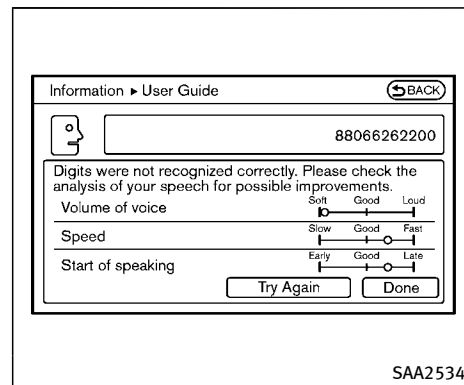 Information ▸ User Guide BACK
88066262200
Digits were not recognized correctly. Please check the
analysis of your speech for possible improvements.
Soft Good Loud
Volume of voice
Slow Good Fast
Speed
Early Good Late
Start of speaking
Try Again Done
SAA2534